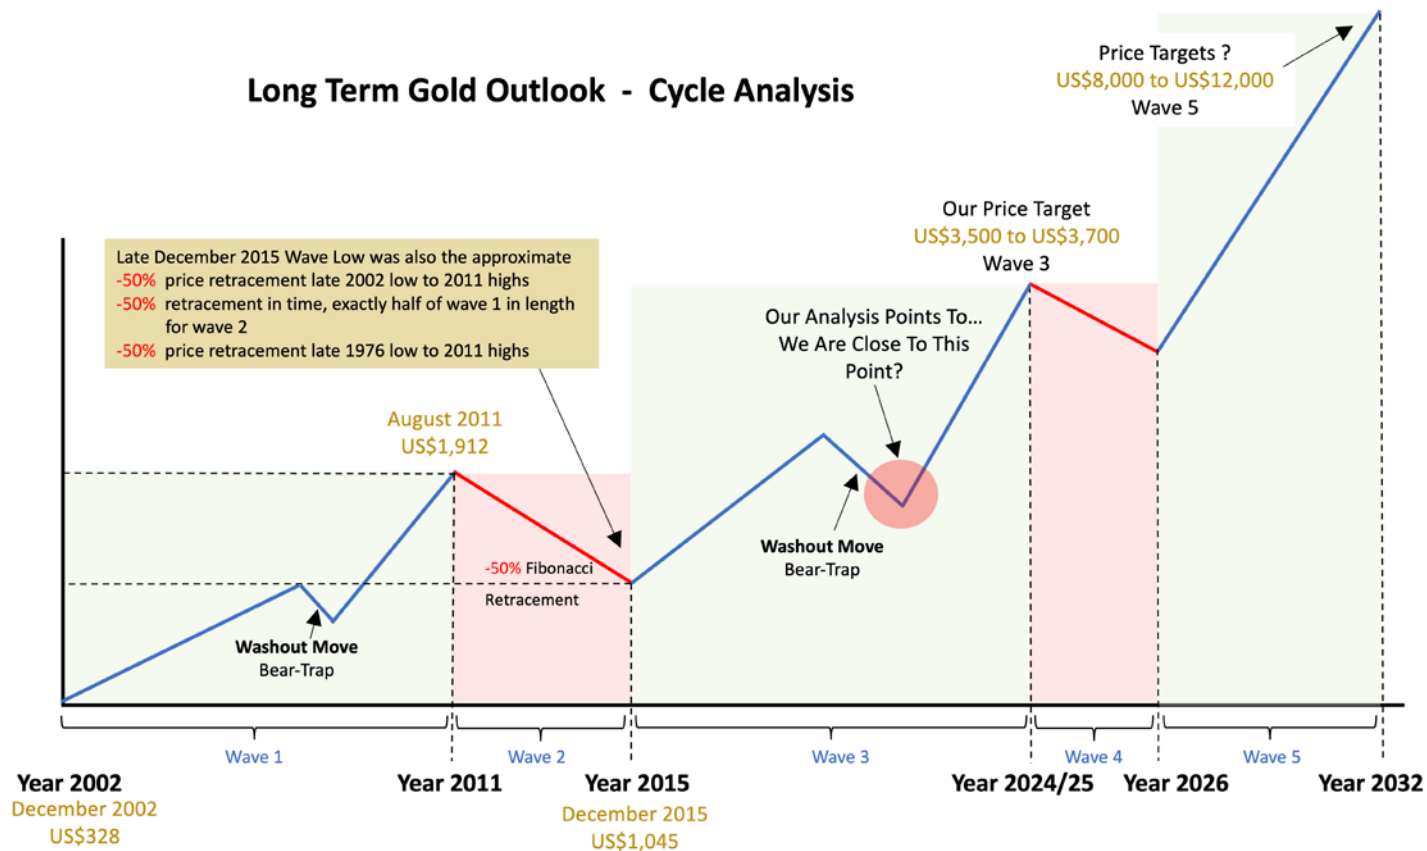 Long Term Gold Outlook - Cycle Analysis
Price Targets ?
US$8,000 to US$12,000
Wave 5
Our Price Target
US$3,500 to US$3,700
Wave 3
Late December 2015 Wave Low was also the approximate
-50% price retracement late 2002 low to 2011 highs
-50% retracement in time, exactly half of wave 1 in length
for wave 2
-50% price retracement late 1976 low to 2011 highs
Our Analysis Points To...
We Are Close To This
Point?
August 2011
US$1,912
Washout Move
Bear-Trap
-50% Fibonacci
Retracement
Washout Move
Bear-Trap
Wave 1
Wave 2
Wave 3
Wave 4
Wave 5
Year 2002
Year 2011
Year 2015
Year 2024/25
Year 2026
Year 2032
December 2002
US$328
December 2015
US$1,045